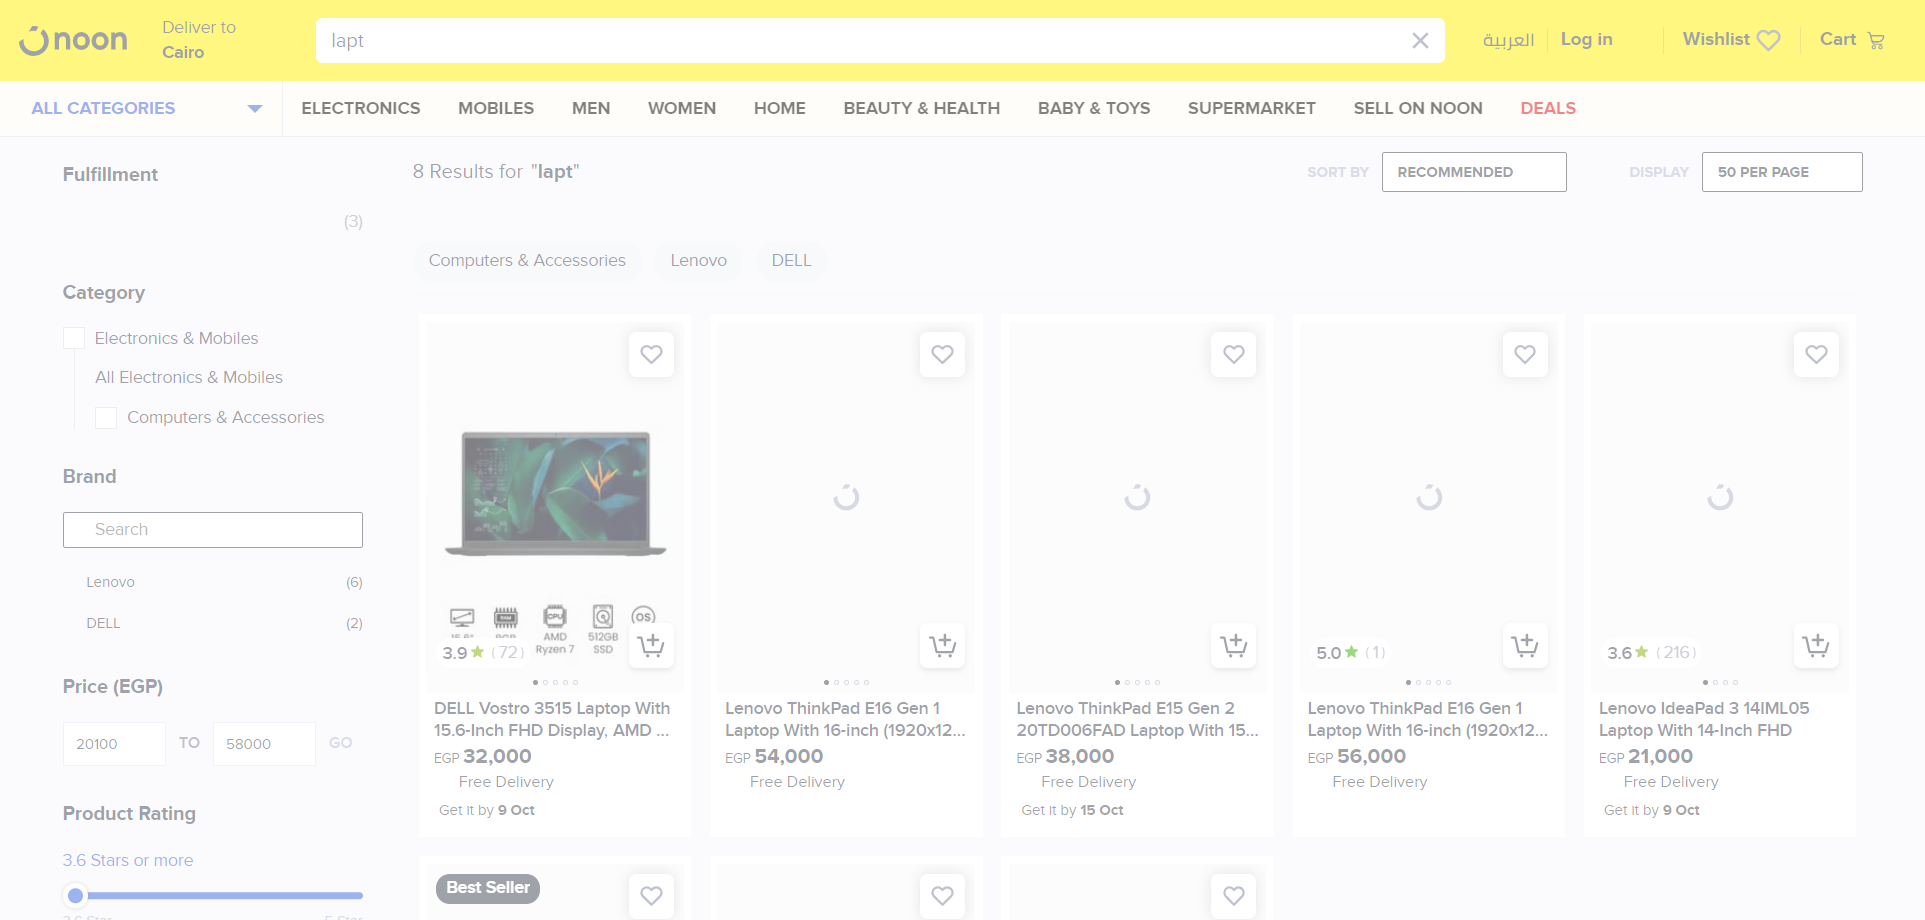 noon
Deliver to
Cairo
lapt
العربية
Log in
Wishlist
Cart
ALL CATEGORIES
ELECTRONICS
MOBILES
MEN
WOMEN
HOME
BEAUTY & HEALTH
BABY & TOYS
SUPERMARKET
SELL ON NOON
DEALS
Fulfillment
(3)
Category
Electronics & Mobiles
All Electronics & Mobiles
Computers & Accessories
Brand
Search
Lenovo (6)
DELL (2)
Price (EGP)
20100 TO 58000 GO
Product Rating
3.6 Stars or more
3.6 Star 5 Star
8 Results for "lapt"
SORT BY RECOMMENDED
DISPLAY 50 PER PAGE
Computers & Accessories
Lenovo
DELL
RAM
CPU
OS
AMD
Ryzen 7
512GB
SSD
3.9 (72)
DELL Vostro 3515 Laptop With
15.6-Inch FHD Display, AMD ...
EGP 32,000
Free Delivery
Get it by 9 Oct
Lenovo ThinkPad E16 Gen 1
Laptop With 16-inch (1920x12...
EGP 54,000
Free Delivery
Lenovo ThinkPad E15 Gen 2
20TD006FAD Laptop With 15...
EGP 38,000
Free Delivery
Get it by 15 Oct
5.0 (1)
Lenovo ThinkPad E16 Gen 1
Laptop With 16-inch (1920x12...
EGP 56,000
Free Delivery
3.6 (216)
Lenovo IdeaPad 3 14IML05
Laptop With 14-Inch FHD
EGP 21,000
Free Delivery
Get it by 9 Oct
Best Seller